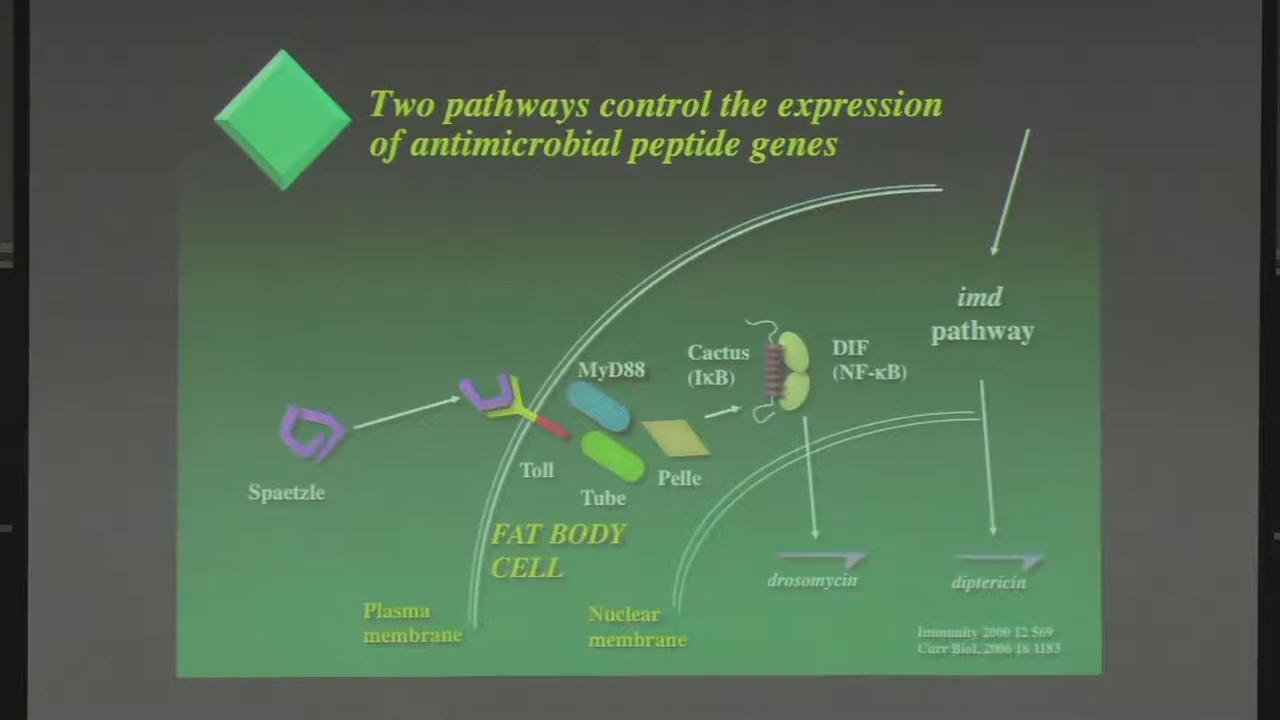 Two pathways control the expression
of antimicrobial peptide genes
imd
pathway
Cactus
(IκB)
DIF
(NF-κB)
MyD88
Toll
Tube
Pelle
Spaetzle
FAT BODY
CELL
Plasma
membrane
Nuclear
membrane
drosomycin
diptericin
Immunity 2000 12 569
Curr Biol, 2006 16 1183